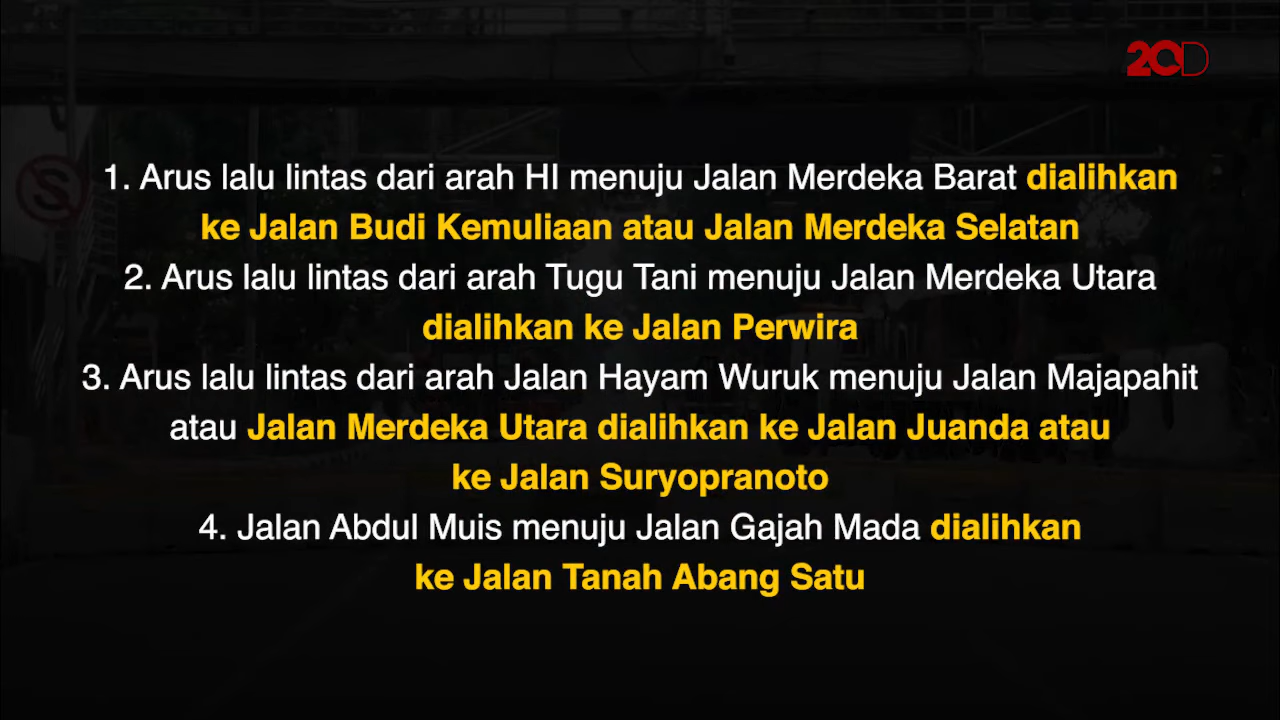 20D
1. Arus lalu lintas dari arah HI menuju Jalan Merdeka Barat dialihkan
ke Jalan Budi Kemuliaan atau Jalan Merdeka Selatan
2. Arus lalu lintas dari arah Tugu Tani menuju Jalan Merdeka Utara
dialihkan ke Jalan Perwira
3. Arus lalu lintas dari arah Jalan Hayam Wuruk menuju Jalan Majapahit
atau Jalan Merdeka Utara dialihkan ke Jalan Juanda atau
ke Jalan Suryopranoto
4. Jalan Abdul Muis menuju Jalan Gajah Mada dialihkan
ke Jalan Tanah Abang Satu